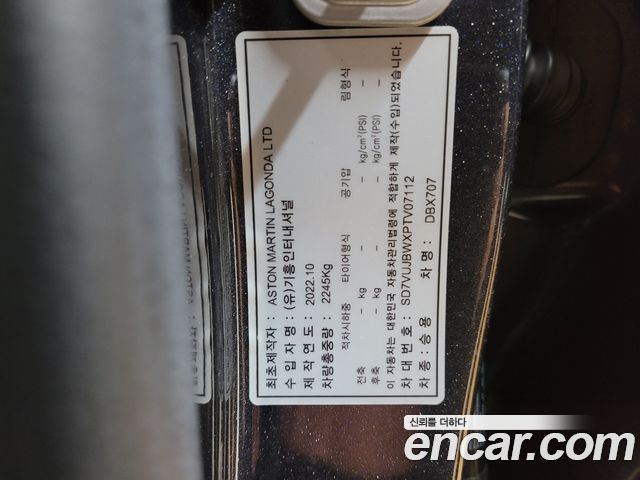 최초제작자 : ASTON MARTIN LAGONDA LTD
수 입 자 명 : (유)기흥인터내셔널
제 작 연 도 : 2022.10
차량총중량 : 2245Kg
적차시하중 타이어형식 공기압 림형식
전축 - kg - - kg/cm²(PSI) -
후축 - kg - - kg/cm²(PSI) -
이 자동차는 대한민국 자동차관리법령에 적합하게 제작(수입)되었습니다.
차 대 번 호 : SD7VUJBWXPTV07112
차 종 : 승용 차 명 : DBX707
신뢰를 더하다
encar.com